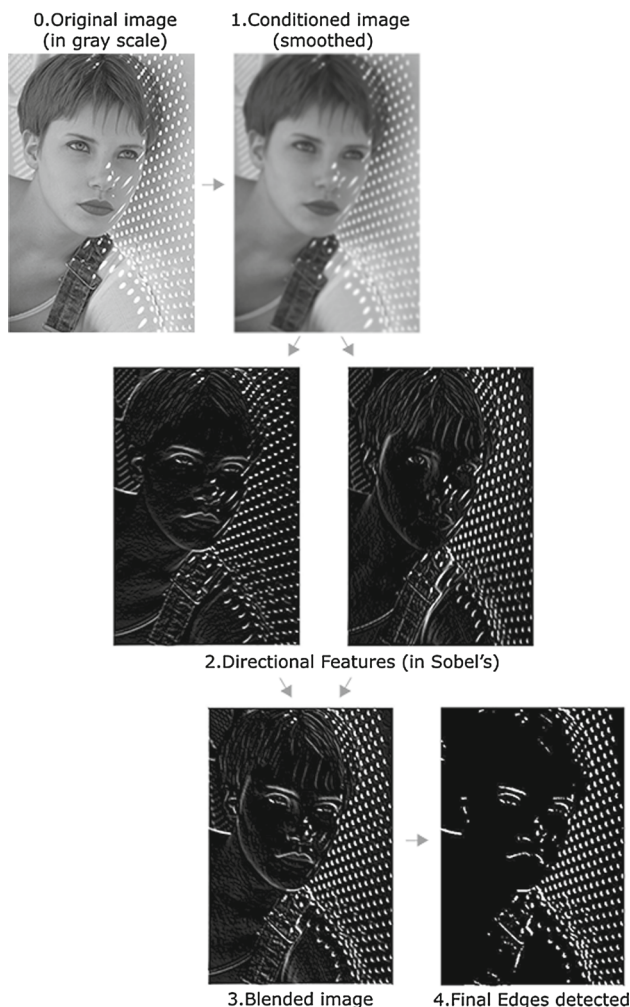 0.Original image
(in gray scale)
1.Conditioned image
(smoothed)
2.Directional Features (in Sobel's)
3.Blended image
4.Final Edges detected